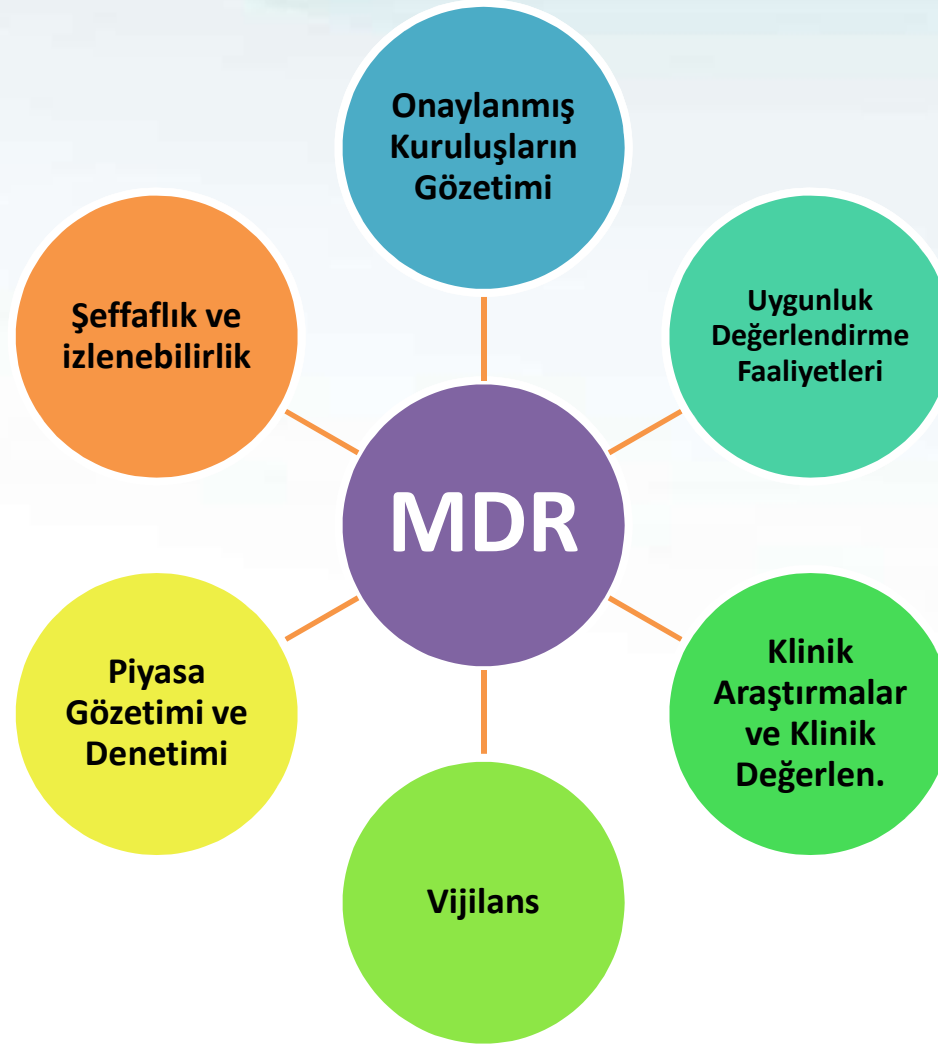 Onaylanmış
Kuruluşların
Gözetimi
Şeffaflık ve
izlenebilirlik
Uygunluk
Değerlendirme
Faaliyetleri
MDR
Piyasa
Gözetimi ve
Denetimi
Klinik
Araştırmalar
ve Klinik
Değerlen.
Vijilans